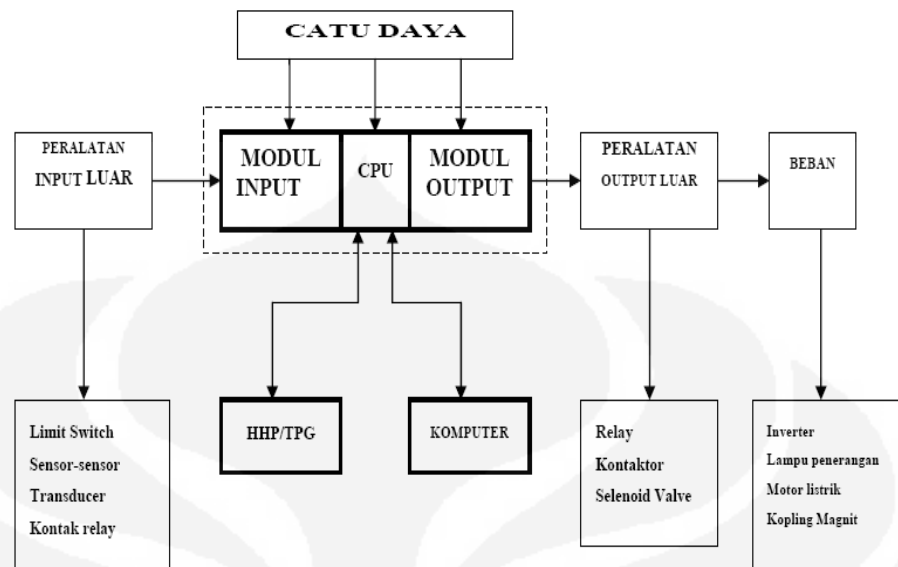 CATU DAYA
PERALATAN
INPUT LUAR
MODUL
INPUT
CPU
MODUL
OUTPUT
PERALATAN
OUTPUT LUAR
BEBAN
HHP/TPG
KOMPUTER
Limit Switch
Sensor-sensor
Transducer
Kontak relay
Relay
Kontaktor
Selenoid Valve
Inverter
Lampu penerangan
Motor listrik
Kopling Magnit